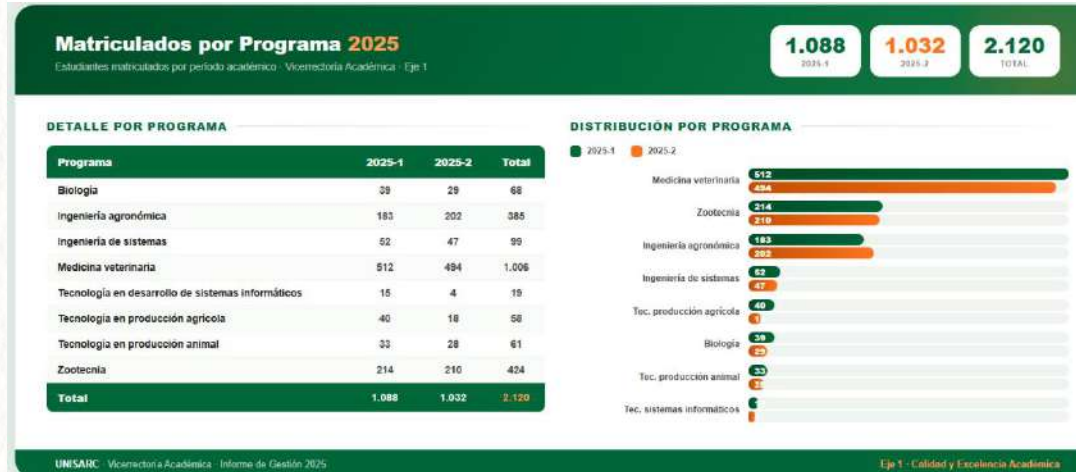 Matriculados por Programa 2025
Estudiantes matriculados por período académico · Vicerrectoría Académica · Eje 1
1.088
2025-1
1.032
2025-2
2.120
TOTAL
DETALLE POR PROGRAMA
Programa 2025-1 2025-2 Total
Biología 39 29 68
Ingeniería agronómica 183 202 385
Ingeniería de sistemas 52 47 99
Medicina veterinaria 512 494 1.006
Tecnología en desarrollo de sistemas informáticos 15 4 19
Tecnología en producción agrícola 40 18 58
Tecnología en producción animal 33 28 61
Zootecnia 214 210 424
Total 1.088 1.032 2.120
DISTRIBUCIÓN POR PROGRAMA
2025-1 2025-2
Medicina veterinaria 512
494
Zootecnia 214
210
Ingeniería agronómica 183
202
Ingeniería de sistemas 52
47
Tec. producción agrícola 40
Biología 39
29
Tec. producción animal 33
Tec. sistemas informáticos
UNISARC · Vicerrectoría Académica · Informe de Gestión 2025
Eje 1 · Calidad y Excelencia Académica